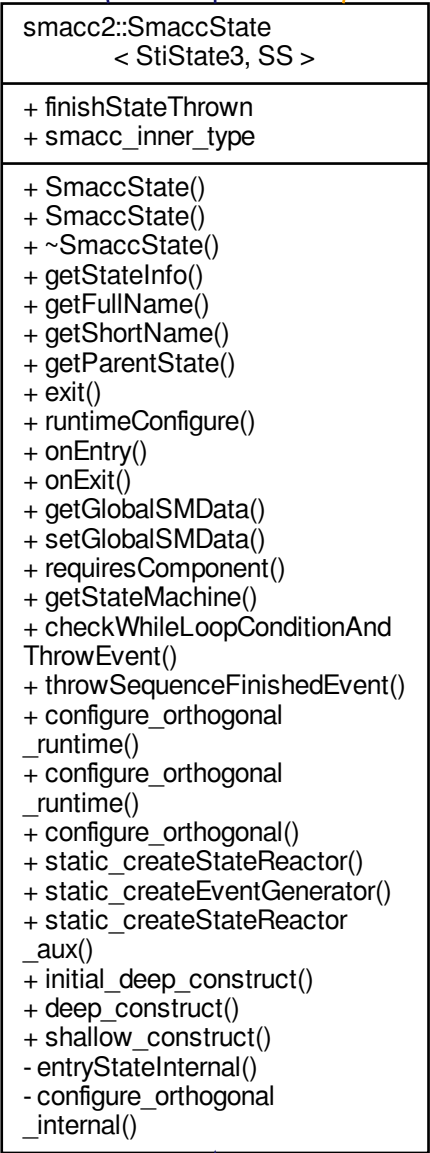 smacc2::SmaccState
< StiState3, SS >
+ finishStateThrown
+ smacc_inner_type
+ SmaccState()
+ SmaccState()
+ ~SmaccState()
+ getStateInfo()
+ getFullName()
+ getShortName()
+ getParentState()
+ exit()
+ runtimeConfigure()
+ onEntry()
+ onExit()
+ getGlobalSMData()
+ setGlobalSMData()
+ requiresComponent()
+ getStateMachine()
+ checkWhileLoopConditionAnd
ThrowEvent()
+ throwSequenceFinishedEvent()
+ configure_orthogonal
_runtime()
+ configure_orthogonal
_runtime()
+ configure_orthogonal()
+ static_createStateReactor()
+ static_createEventGenerator()
+ static_createStateReactor
_aux()
+ initial_deep_construct()
+ deep_construct()
+ shallow_construct()
- entryStateInternal()
- configure_orthogonal
_internal()